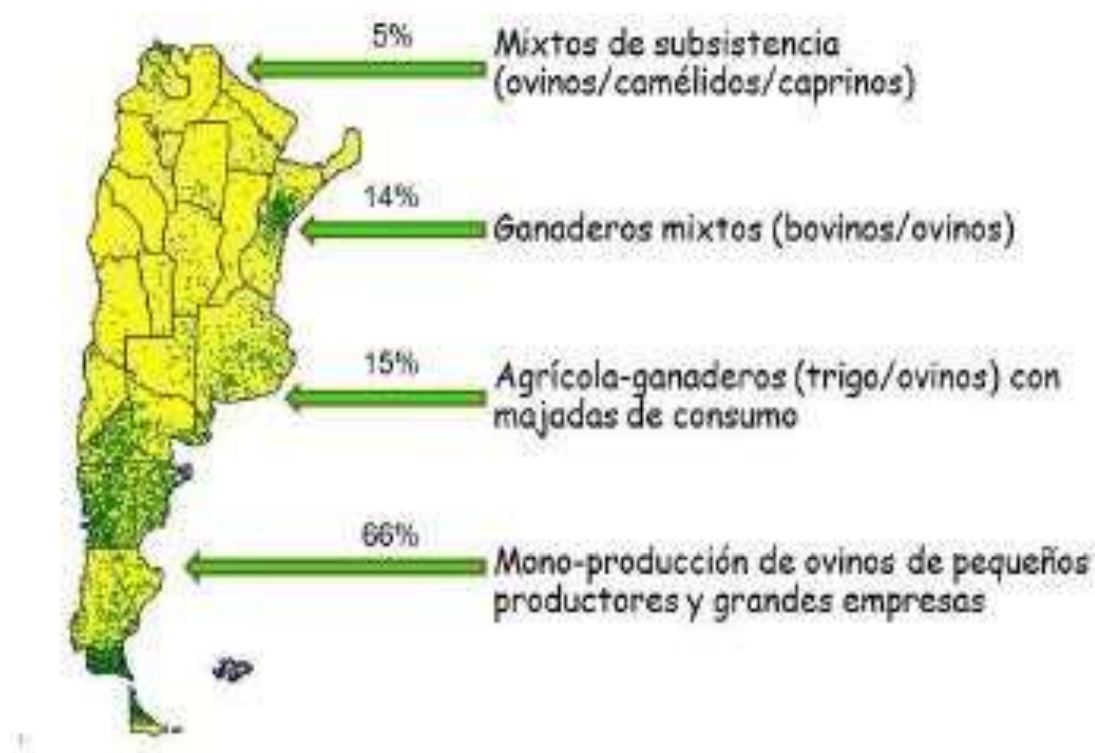 5%
Mixtos de subsistencia
(ovinos/camélidos/caprinos)
14%
Ganaderos mixtos (bovinos/ovinos)
15%
Agrícola-ganaderos (trigo/ovinos) con
majadas de consumo
66%
Mono-producción de ovinos de pequeños
productores y grandes empresas